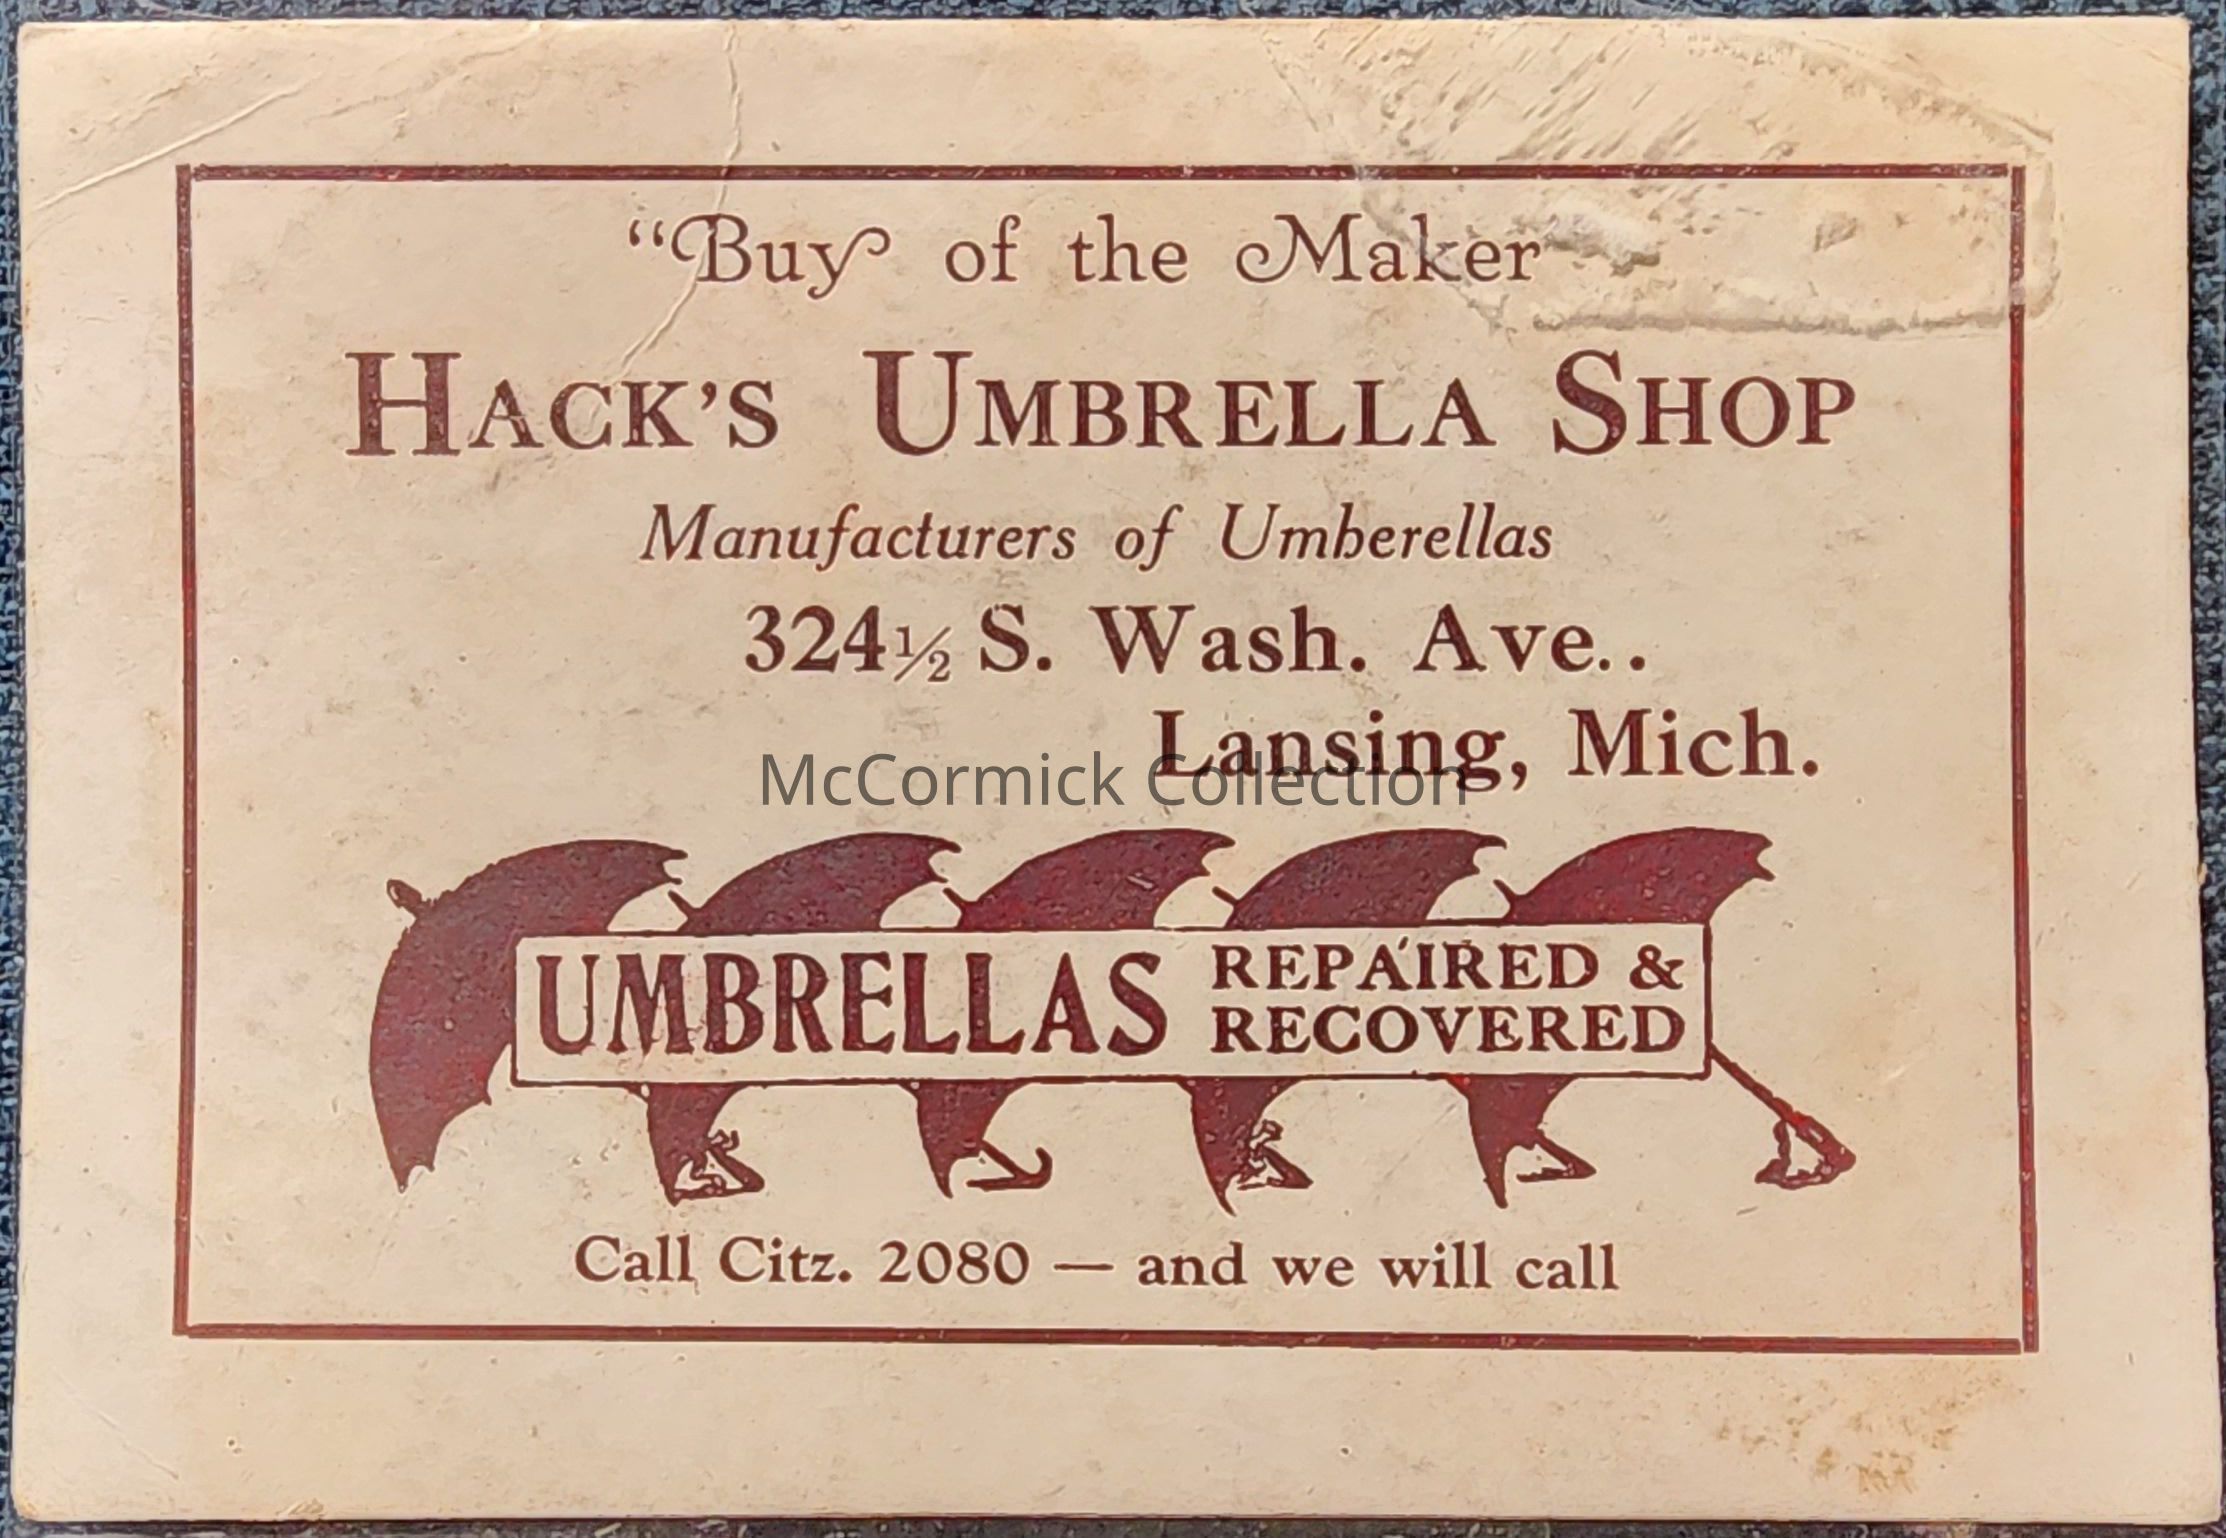 “Buy of the Maker
Hack's Umbrella Shop
Manufacturers of Umberellas
324½ S. Wash. Ave..
Lansing, Mich.
McCormick Collection
UMBRELLAS REPAIRED &
RECOVERED
Call Citz. 2080 — and we will call